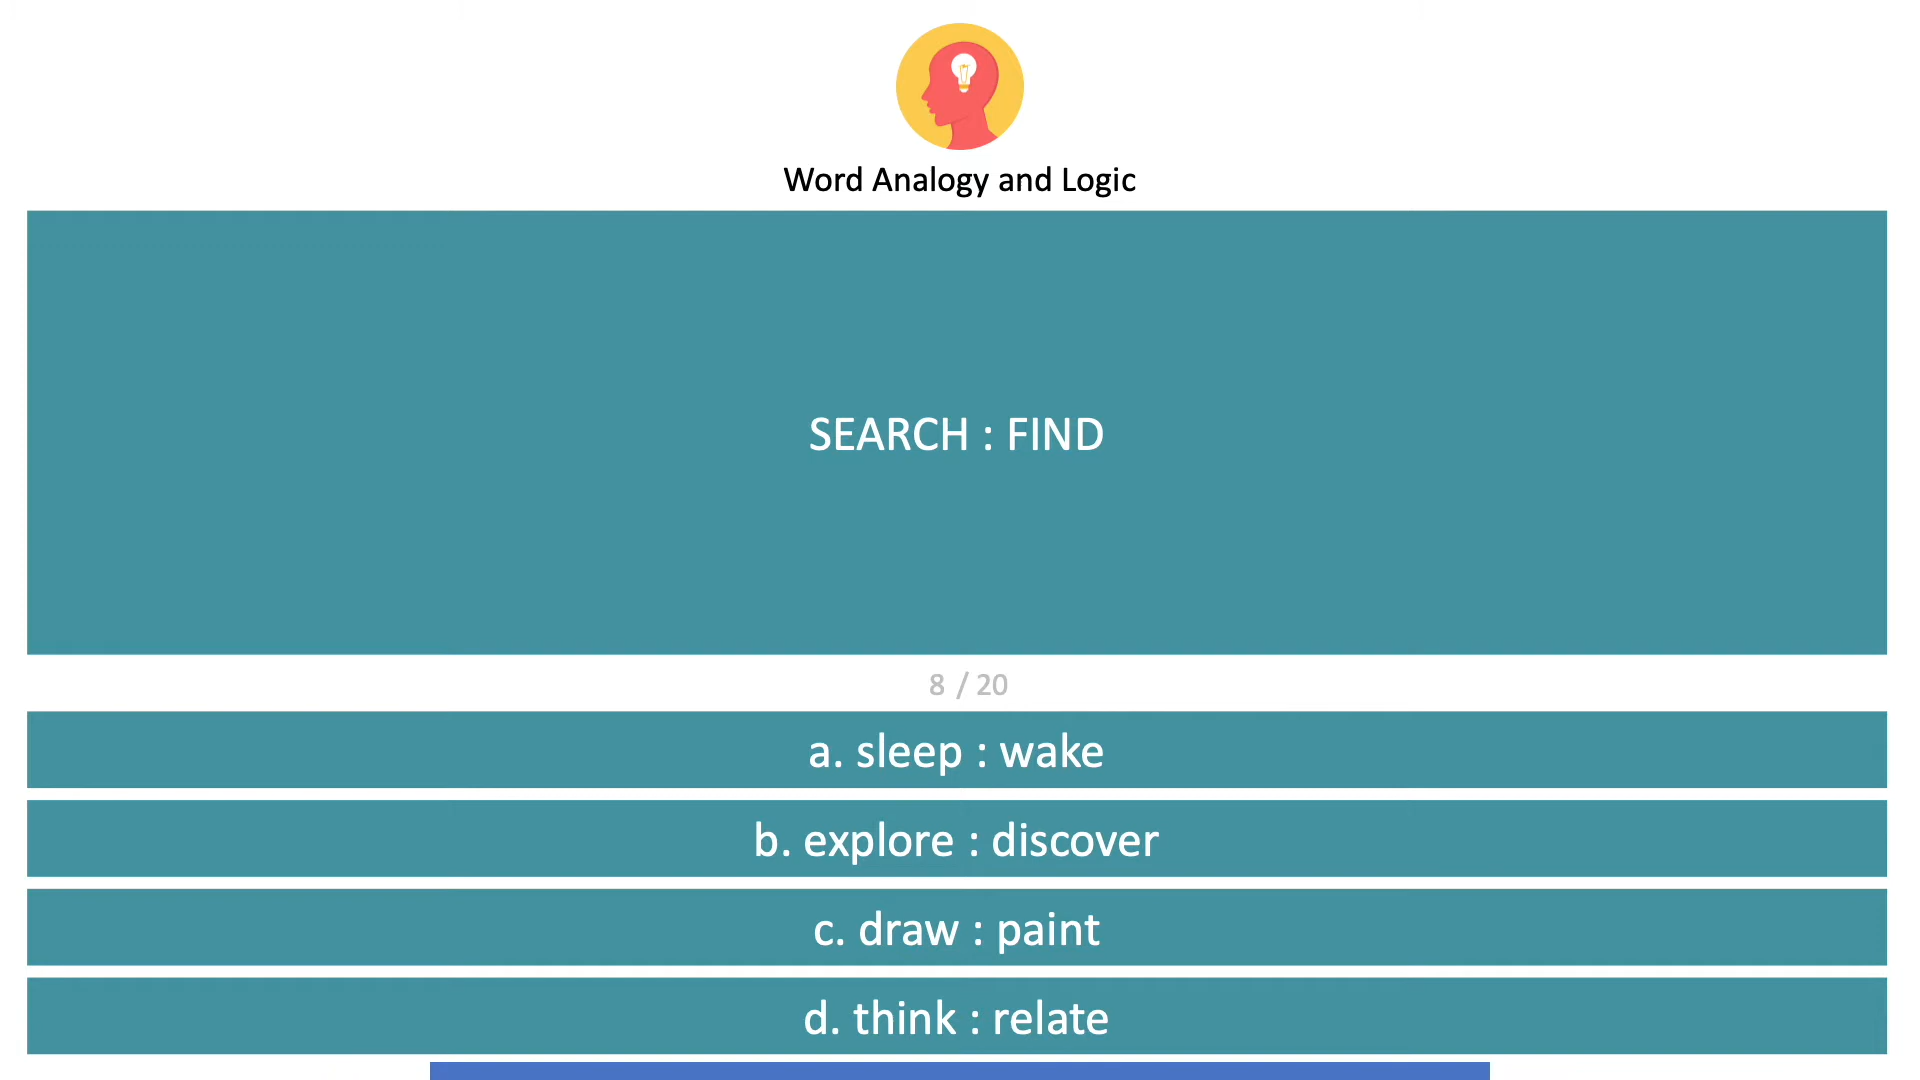 Word Analogy and Logic
SEARCH : FIND
8 / 20
a. sleep : wake
b. explore : discover
c. draw : paint
d. think : relate